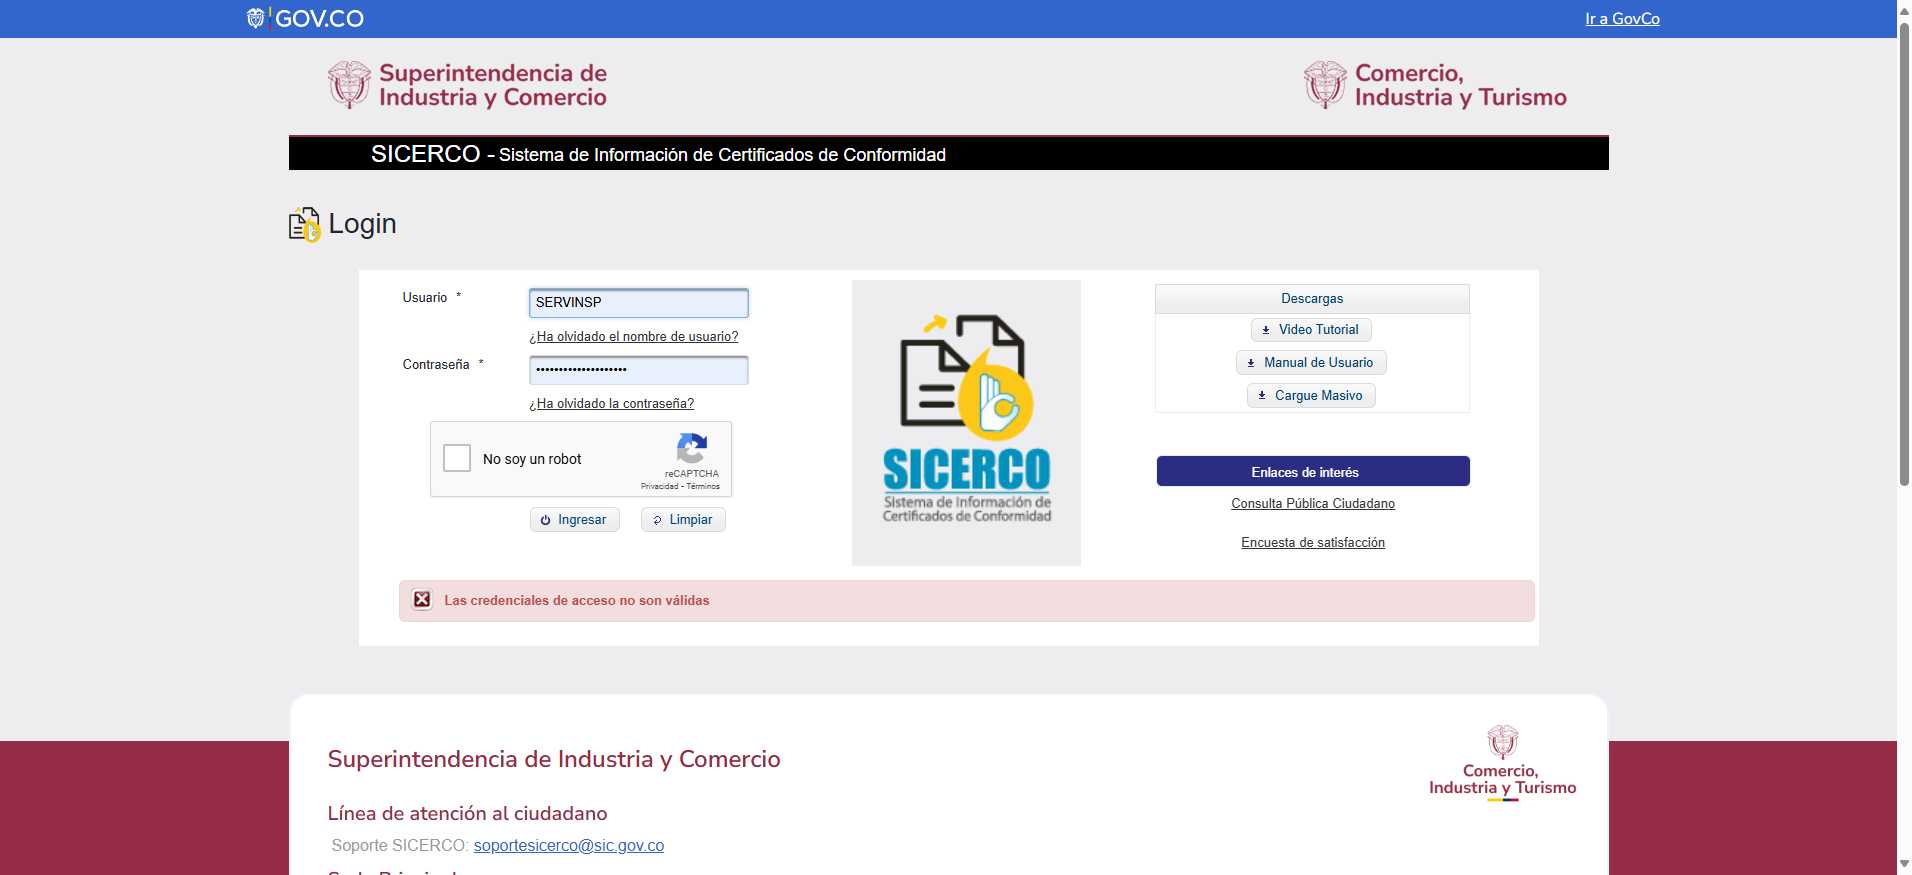 GOV.CO
Ir a GovCo
Superintendencia de
Industria y Comercio
Comercio,
Industria y Turismo
SICERCO - Sistema de Información de Certificados de Conformidad
Login
Usuario *
SERVINSP
¿Ha olvidado el nombre de usuario?
Contraseña *
••••••••••••••••••••
¿Ha olvidado la contraseña?
No soy un robot
reCAPTCHA
Privacidad - Términos
Ingresar
Limpiar
SICERCO
Sistema de Información de
Certificados de Conformidad
Descargas
Video Tutorial
Manual de Usuario
Cargue Masivo
Enlaces de interés
Consulta Pública Ciudadano
Encuesta de satisfacción
Las credenciales de acceso no son válidas
Superintendencia de Industria y Comercio
Comercio,
Industria y Turismo
Línea de atención al ciudadano
Soporte SICERCO: soportesicerco@sic.gov.co